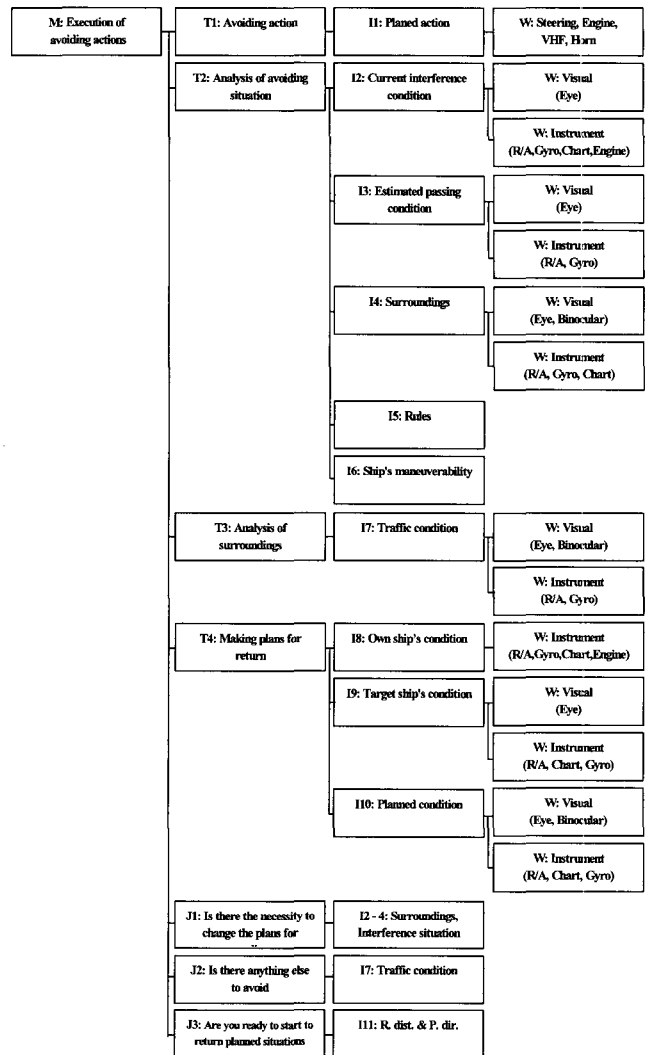 M: Execution of
avoiding actions
T1: Avoiding action
I1: Planed action
W: Steering, Engine,
VHF, Horn
T2: Analysis of avoiding
situation
I2: Current interference
condition
W: Visual
(Eye)
W: Instrument
(R/A,Gyro,Chart,Engine)
I3: Estimated passing
condition
W: Visual
(Eye)
W: Instrument
(R/A, Gyro)
I4: Surroundings
W: Visual
(Eye, Binocular)
W: Instrument
(R/A, Gyro, Chart)
I5: Rules
I6: Ship's maneuverability
T3: Analysis of
surroundings
I7: Traffic condition
W: Visual
(Eye, Binocular)
W: Instrument
(R/A, Gyro)
T4: Making plans for
return
I8: Own ship's condition
W: Instrument
(R/A,Gyro,Chart,Engine)
I9: Target ship's condition
W: Visual
(Eye)
W: Instrument
(R/A, Chart, Gyro)
I10: Planned condition
W: Visual
(Eye, Binocular)
W: Instrument
(R/A, Chart, Gyro)
J1: Is there the necessity to
change the plans for
I2 - 4: Surroundings,
Interference situation
J2: Is there anything else
to avoid
I7: Traffic condition
J3: Are you ready to start to
return planned situations
I11: R. dist. & P. dir.